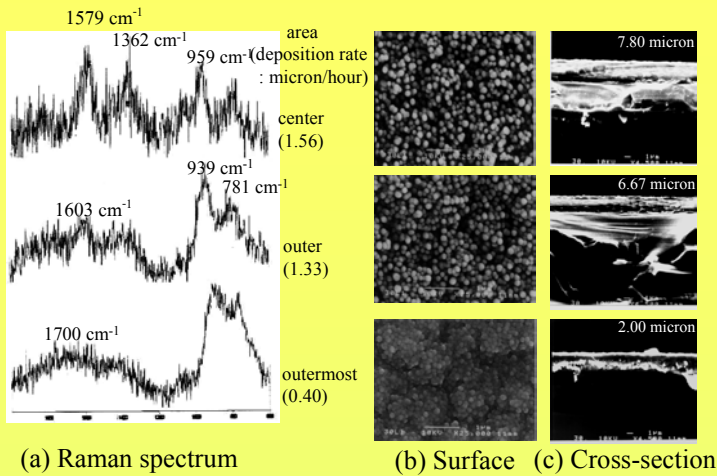 1579 cm-1
1362 cm-1
959 cm-1
area
(deposition rate
: micron/hour)
center
(1.56)
939 cm-1
781 cm-1
1603 cm-1
outer
(1.33)
1700 cm-1
outermost
(0.40)
7.80 micron
6.67 micron
2.00 micron
(a) Raman spectrum
(b) Surface
(c) Cross-section